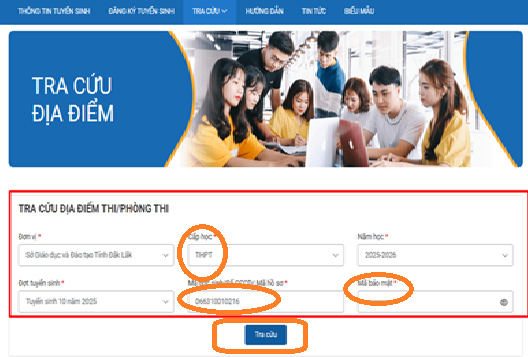 THÔNG TIN TUYỂN SINH ĐĂNG KÝ TUYỂN SINH TRA CỨU HƯỚNG DẪN TIN TỨC BIỂU MẪU
TRA CỨU
ĐỊA ĐIỂM
TRA CỨU ĐỊA ĐIỂM THI/PHÒNG THI
Đơn vị * Cấp học * Năm học *
Sở Giáo dục và Đào tạo Tỉnh Đắk Lắk THPT 2025-2026
Đợt tuyển sinh * Mã học sinh/Số CCCD/ Mã hồ sơ * Mã bảo mật *
Tuyển sinh 10 năm 2025 066310010216
Tra cứu